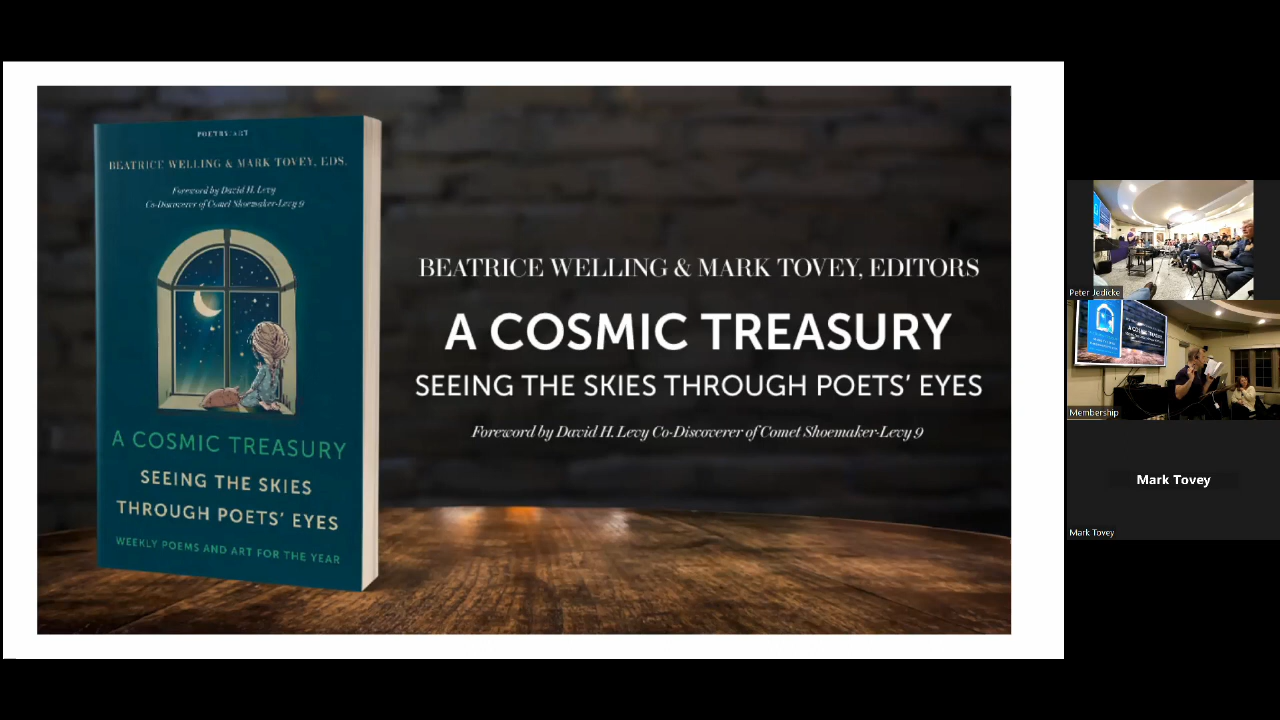 POETRY/ART
BEATRICE WELLING & MARK TOVEY, EDS.
Foreword by David H. Levy
Co-Discoverer of Comet Shoemaker-Levy 9
A COSMIC TREASURY
SEEING THE SKIES
THROUGH POETS' EYES
WEEKLY POEMS AND ART FOR THE YEAR
BEATRICE WELLING & MARK TOVEY, EDITORS
A COSMIC TREASURY
SEEING THE SKIES THROUGH POETS' EYES
Foreword by David H. Levy Co-Discoverer of Comet Shoemaker-Levy 9
Peter Jedicke
A COSMIC TREASURY
Membership
Mark Tovey
Mark Tovey